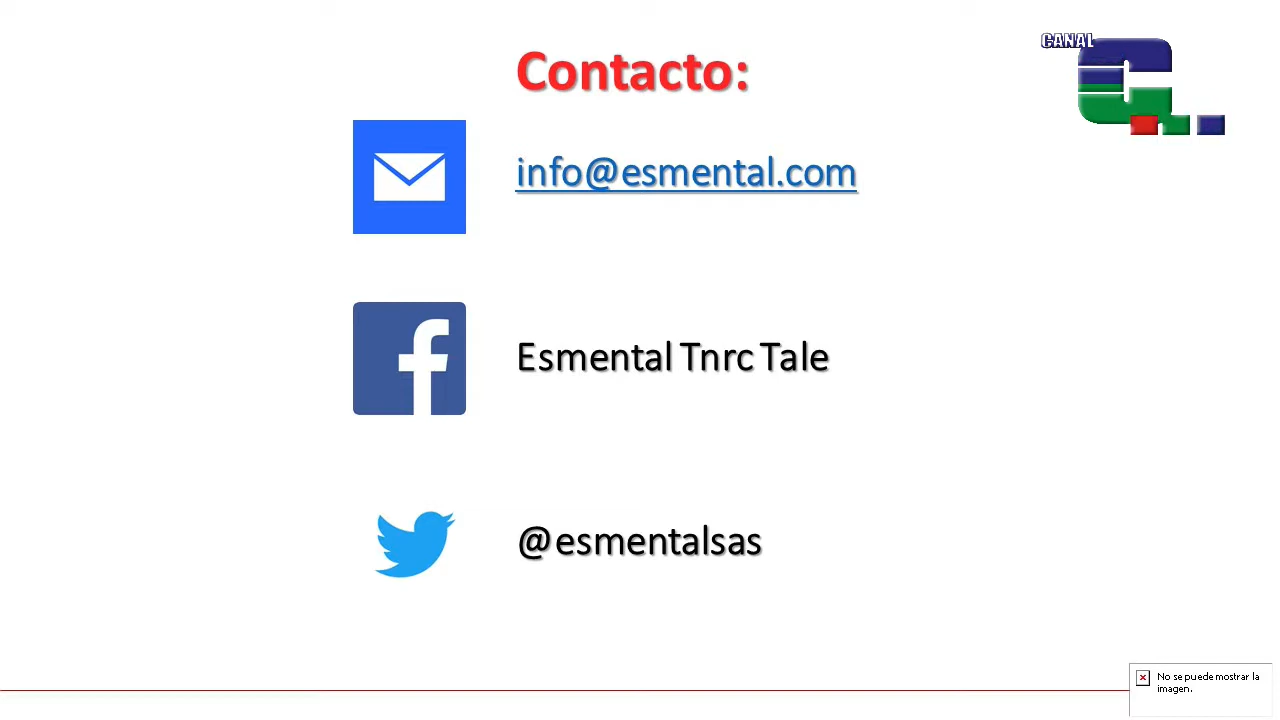 Contacto:
CANAL
info@esmental.com
Esmental Tnrc Tale
@esmentalsas
No se puede mostrar la
imagen.